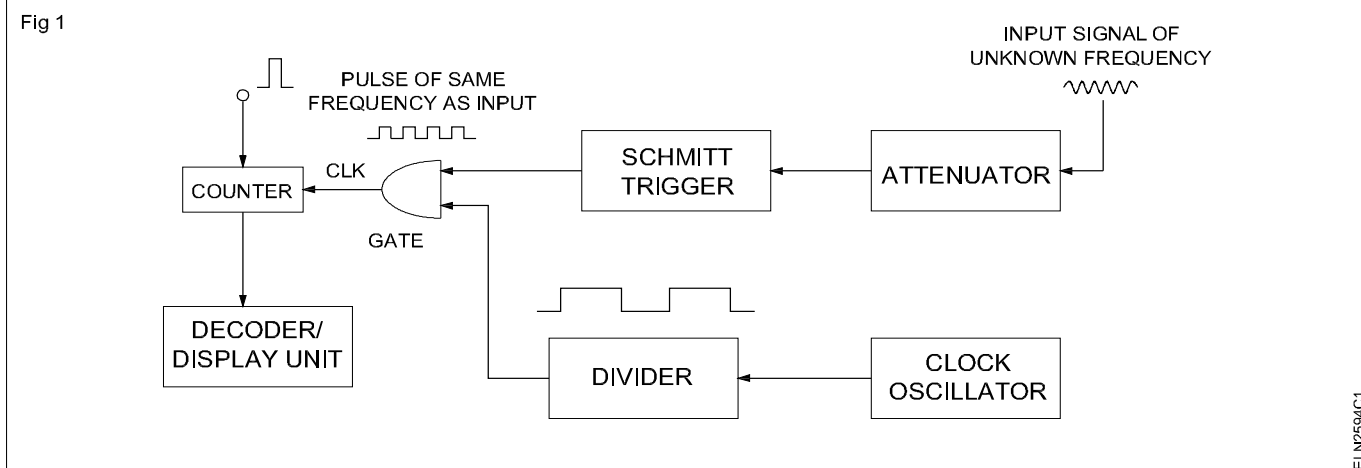 Fig 1
INPUT SIGNAL OF
UNKNOWN FREQUENCY
PULSE OF SAME
FREQUENCY AS INPUT
SCHMITT
TRIGGER
ATTENUATOR
CLK
COUNTER
GATE
DECODER/
DISPLAY UNIT
DIVIDER
CLOCK
OSCILLATOR
ELN2594C1